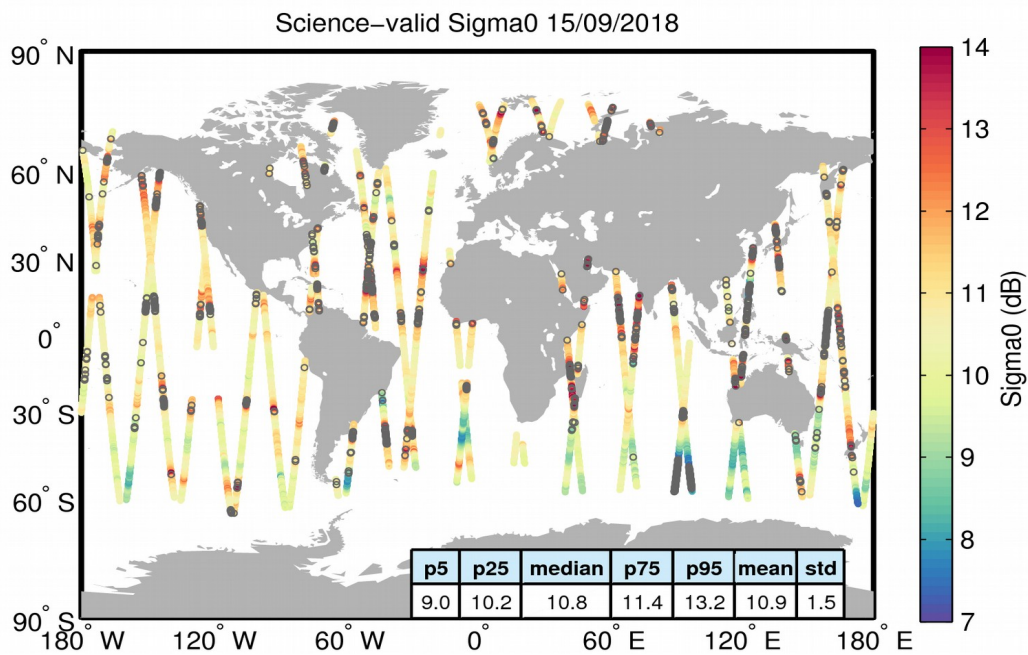 Science−valid Sigma0 15/09/2018
90° N
60° N
30° N
0°
30° S
60° S
90° S
180° W
120° W
60° W
0°
60° E
120° E
180° E
p5 p25 median p75 p95 mean std
9.0 10.2 10.8 11.4 13.2 10.9 1.5
14
13
12
11
10
9
8
7
Sigma0 (dB)